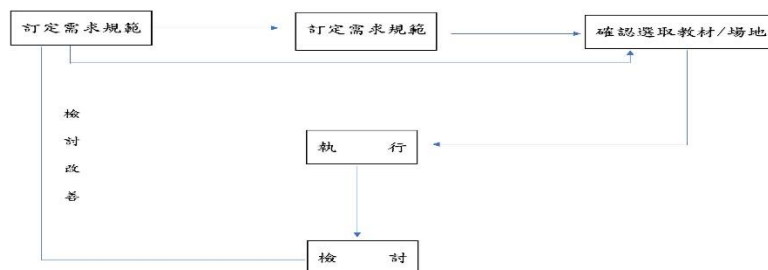 訂定需求規範
訂定需求規範
確認選取教材/場地
檢討改善
執 行
檢 討